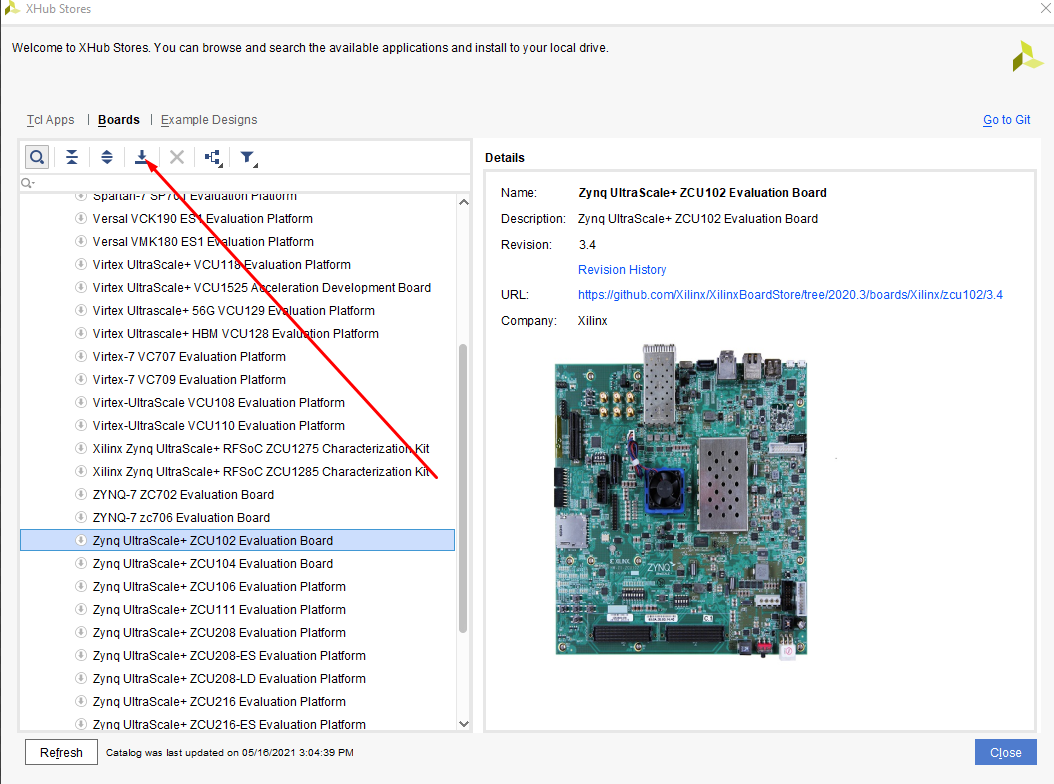 XHub Stores
Welcome to XHub Stores. You can browse and search the available applications and install to your local drive.
Tcl Apps | Boards | Example Designs
Go to Git
Spartan-7 SP701 Evaluation Platform
Versal VCK190 ES1 Evaluation Platform
Versal VMK180 ES1 Evaluation Platform
Virtex UltraScale+ VCU118 Evaluation Platform
Virtex UltraScale+ VCU1525 Acceleration Development Board
Virtex Ultrascale+ 56G VCU129 Evaluation Platform
Virtex Ultrascale+ HBM VCU128 Evaluation Platform
Virtex-7 VC707 Evaluation Platform
Virtex-7 VC709 Evaluation Platform
Virtex-UltraScale VCU108 Evaluation Platform
Virtex-UltraScale VCU110 Evaluation Platform
Xilinx Zynq UltraScale+ RFSoC ZCU1275 Characterization Kit
Xilinx Zynq UltraScale+ RFSoC ZCU1285 Characterization Kit
ZYNQ-7 ZC702 Evaluation Board
ZYNQ-7 zc706 Evaluation Board
Zynq UltraScale+ ZCU102 Evaluation Board
Zynq UltraScale+ ZCU104 Evaluation Board
Zynq UltraScale+ ZCU106 Evaluation Platform
Zynq UltraScale+ ZCU111 Evaluation Platform
Zynq UltraScale+ ZCU208 Evaluation Platform
Zynq UltraScale+ ZCU208-ES Evaluation Platform
Zynq UltraScale+ ZCU208-LD Evaluation Platform
Zynq UltraScale+ ZCU216 Evaluation Platform
Zynq UltraScale+ ZCU216-ES Evaluation Platform
Details
Name: Zynq UltraScale+ ZCU102 Evaluation Board
Description: Zynq UltraScale+ ZCU102 Evaluation Board
Revision: 3.4
Revision History
URL: https://github.com/Xilinx/XilinxBoardStore/tree/2020.3/boards/Xilinx/zcu102/3.4
Company: Xilinx
XILINX
ZYNQ
Refresh
Catalog was last updated on 05/16/2021 3:04:39 PM
Close